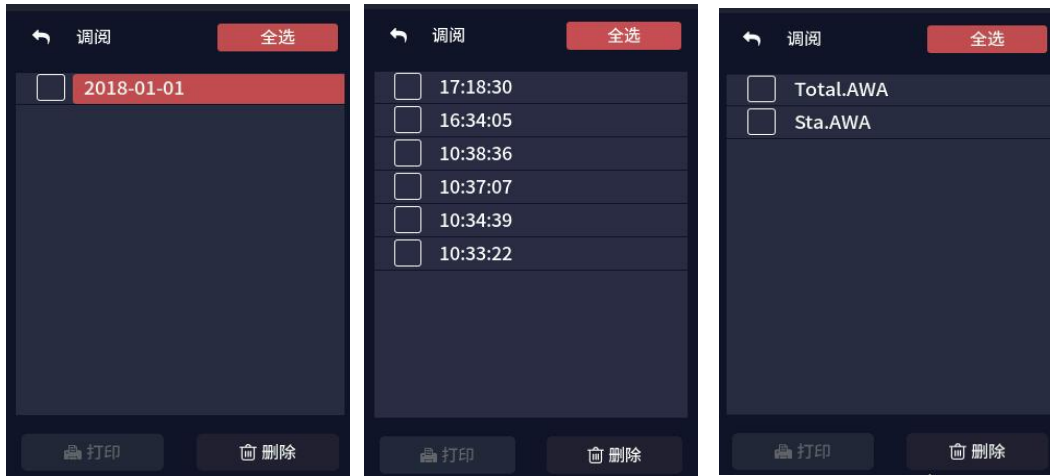 调阅 全选
2018-01-01
打印 删除
调阅 全选
17:18:30
16:34:05
10:38:36
10:37:07
10:34:39
10:33:22
打印 删除
调阅 全选
Total.AWA
Sta.AWA
打印 删除